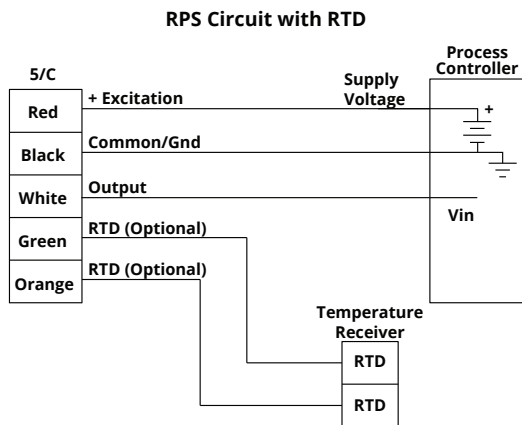 RPS Circuit with RTD
Process
Controller
5/C
Supply
Voltage
+
Red
+ Excitation
Black
Common/Gnd
White
Output
Vin
Green
RTD (Optional)
Orange
RTD (Optional)
Temperature
Receiver
RTD
RTD